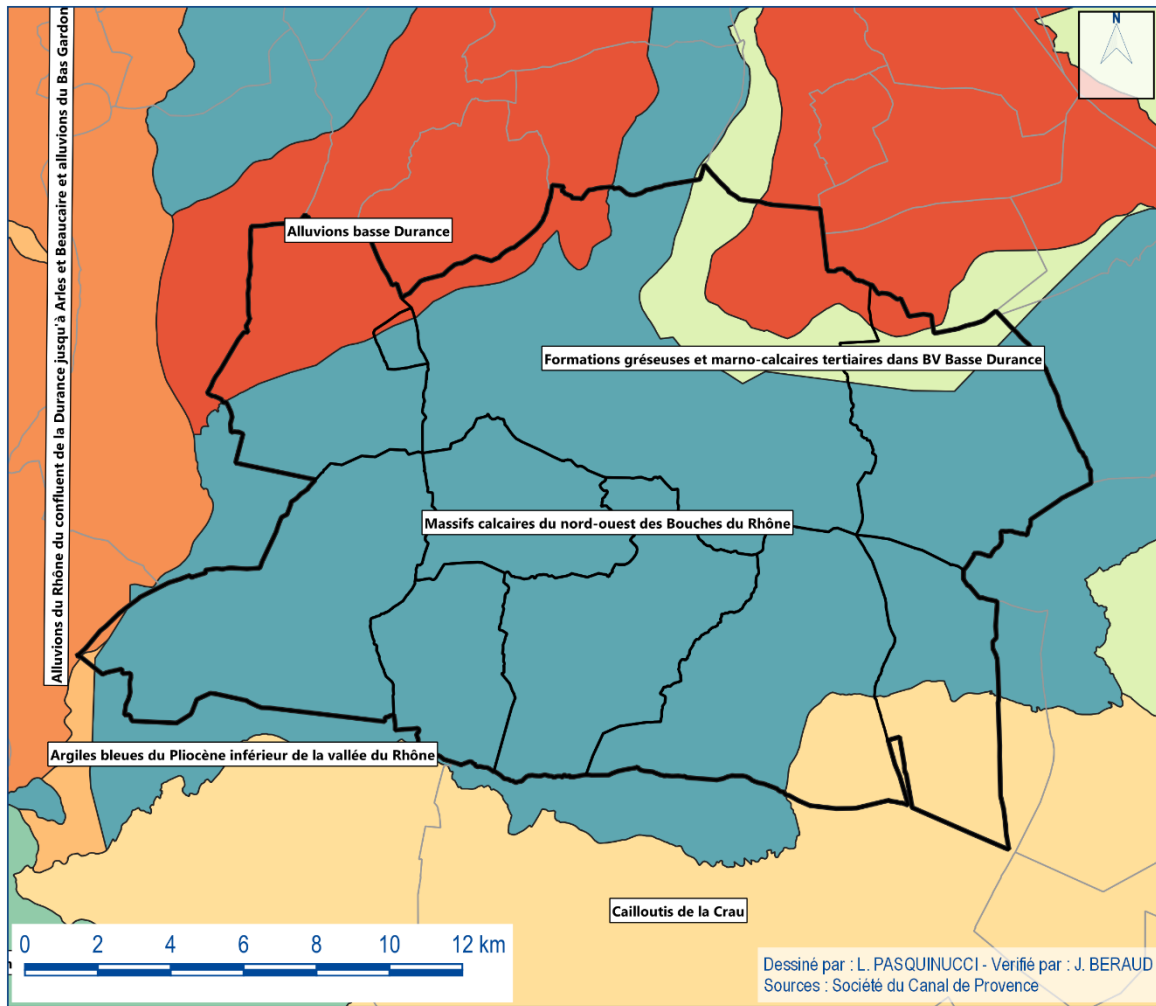 N
Alluvions du Rhône du confluent de la Durance jusqu'à Arles et Beaucaire et alluvions du Bas Gardon
Alluvions basse Durance
Formations gréseuses et marno-calcaires tertiaires dans BV Basse Durance
Massifs calcaires du nord-ouest des Bouches du Rhône
Argiles bleues du Pliocène inférieur de la vallée du Rhône
Cailloutis de la Crau
0 2 4 6 8 10 12 km
Dessiné par : L. PASQUINUCCI - Verifié par : J. BERAUD
Sources : Société du Canal de Provence